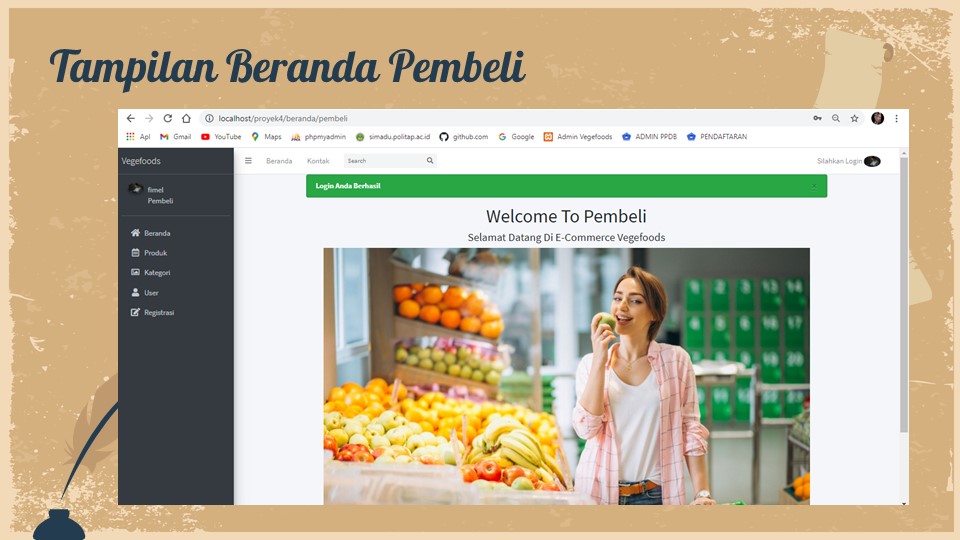 Tampilan Beranda Pembeli
localhost/proyek4/beranda/pembeli
Apl Gmail YouTube Maps phpmyadmin simadu.politap.ac.id github.com Google Admin Vegefoods ADMIN PPDB PENDAFTARAN
Vegefoods Beranda Kontak Search Silahkan Login
Login Anda Berhasil
fimel
Pembeli
Welcome To Pembeli
Selamat Datang Di E-Commerce Vegefoods
Beranda
Produk
Kategori
User
Registrasi